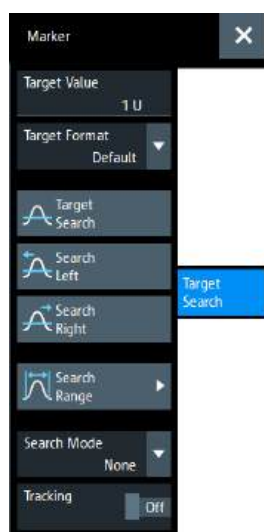 Marker
Target Value
1 U
Target Format
Default
Target
Search
Search
Left
Search
Right
Search
Range
Search Mode
None
Tracking
Off
Target
Search